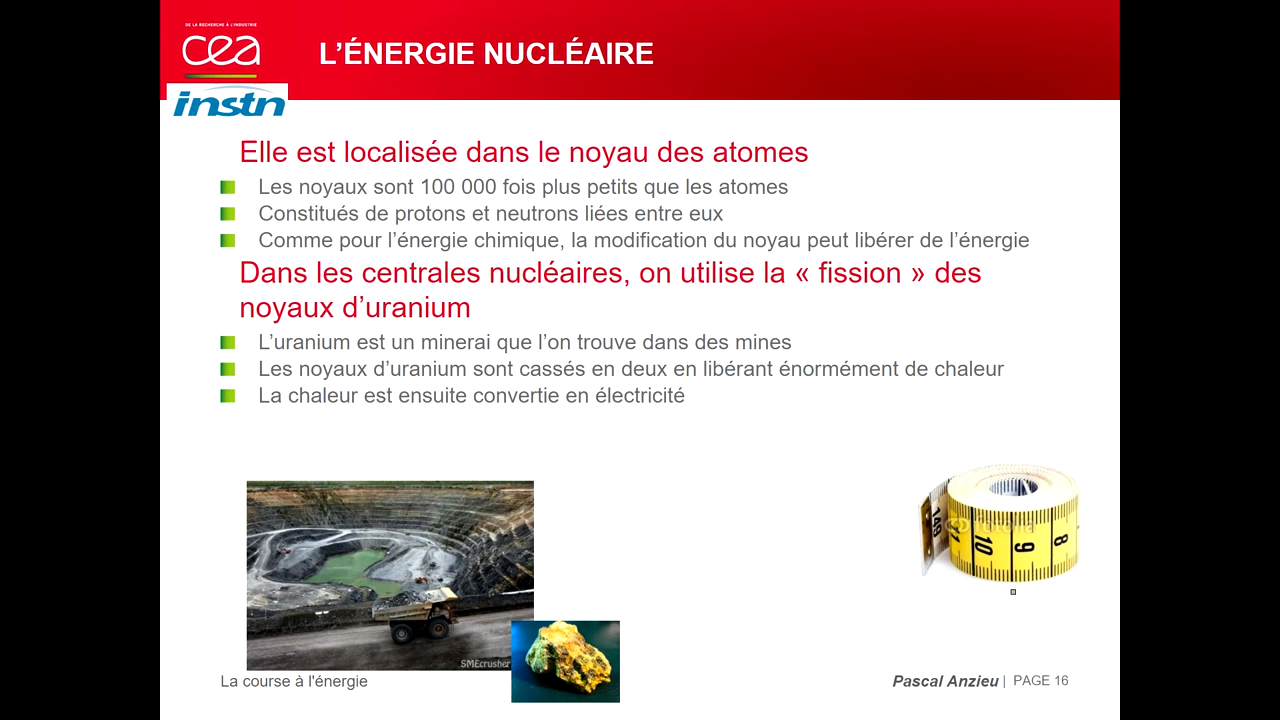 DE LA RECHERCHE À L'INDUSTRIE
cea
instn
L'ÉNERGIE NUCLÉAIRE
Elle est localisée dans le noyau des atomes
Les noyaux sont 100 000 fois plus petits que les atomes
Constitués de protons et neutrons liées entre eux
Comme pour l'énergie chimique, la modification du noyau peut libérer de l'énergie
Dans les centrales nucléaires, on utilise la « fission » des
noyaux d'uranium
L'uranium est un minerai que l'on trouve dans des mines
Les noyaux d'uranium sont cassés en deux en libérant énormément de chaleur
La chaleur est ensuite convertie en électricité
149 11 10 9 8
SMEcrusher
La course à l'énergie
Pascal Anzieu | PAGE 16